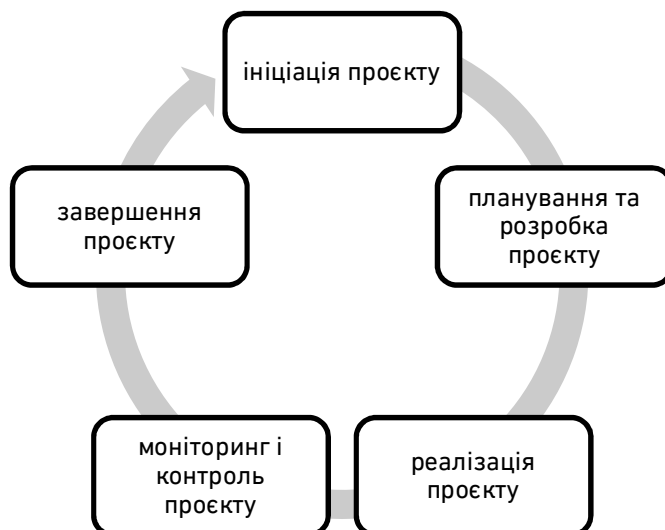 ініціація проєкту
планування та
розробка
проєкту
реалізація
проєкту
моніторинг і
контроль
проєкту
завершення
проєкту